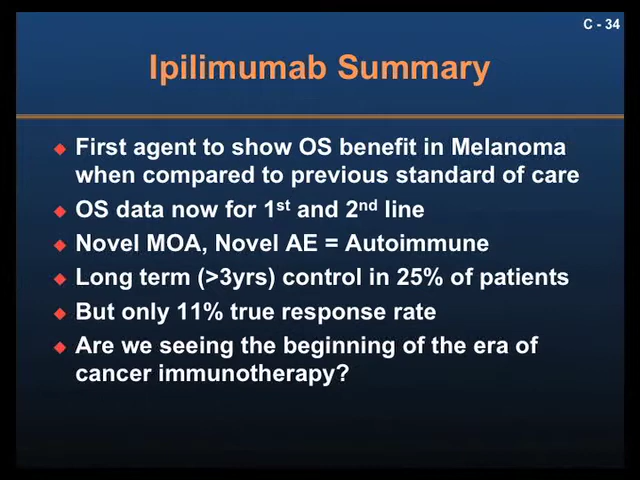 C - 34
Ipilimumab Summary
First agent to show OS benefit in Melanoma
when compared to previous standard of care
OS data now for 1st and 2nd line
Novel MOA, Novel AE = Autoimmune
Long term (>3yrs) control in 25% of patients
But only 11% true response rate
Are we seeing the beginning of the era of
cancer immunotherapy?